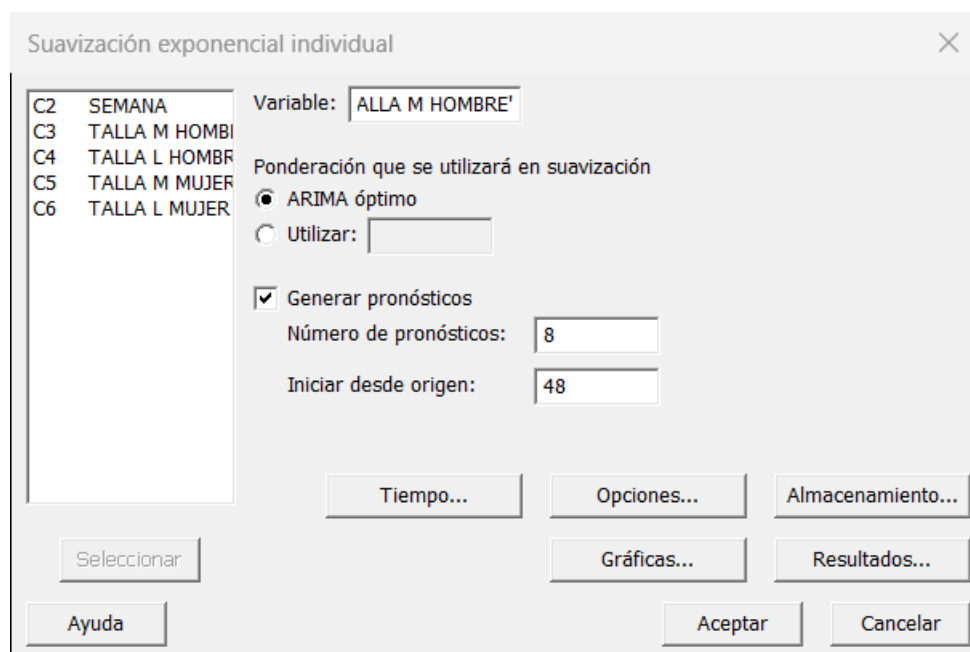 Suavización exponencial individual
C2 SEMANA
C3 TALLA M HOMBI
C4 TALLA L HOMBR
C5 TALLA M MUJER
C6 TALLA L MUJER
Variable: ALLA M HOMBRE'
Ponderación que se utilizará en suavización
ARIMA óptimo
Utilizar:
Generar pronósticos
Número de pronósticos: 8
Iniciar desde origen: 48
Tiempo... Opciones... Almacenamiento...
Seleccionar Gráficas... Resultados...
Ayuda Aceptar Cancelar